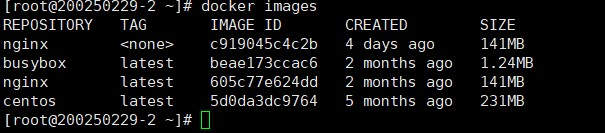 [root@200250229-2 ~]# docker images
REPOSITORY TAG IMAGE ID CREATED SIZE
nginx <none> c919045c4c2b 4 days ago 141MB
busybox latest beae173ccac6 2 months ago 1.24MB
nginx latest 605c77e624dd 2 months ago 141MB
centos latest 5d0da3dc9764 5 months ago 231MB
[root@200250229-2 ~]#